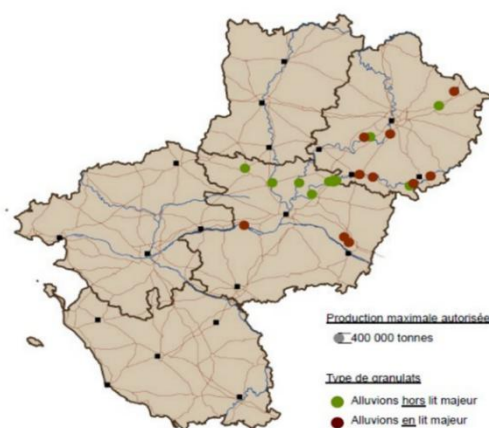 Production maximale autorisée
400 000 tonnes
Type de granulats
Alluvions hors lit majeur
Alluvions en lit majeur